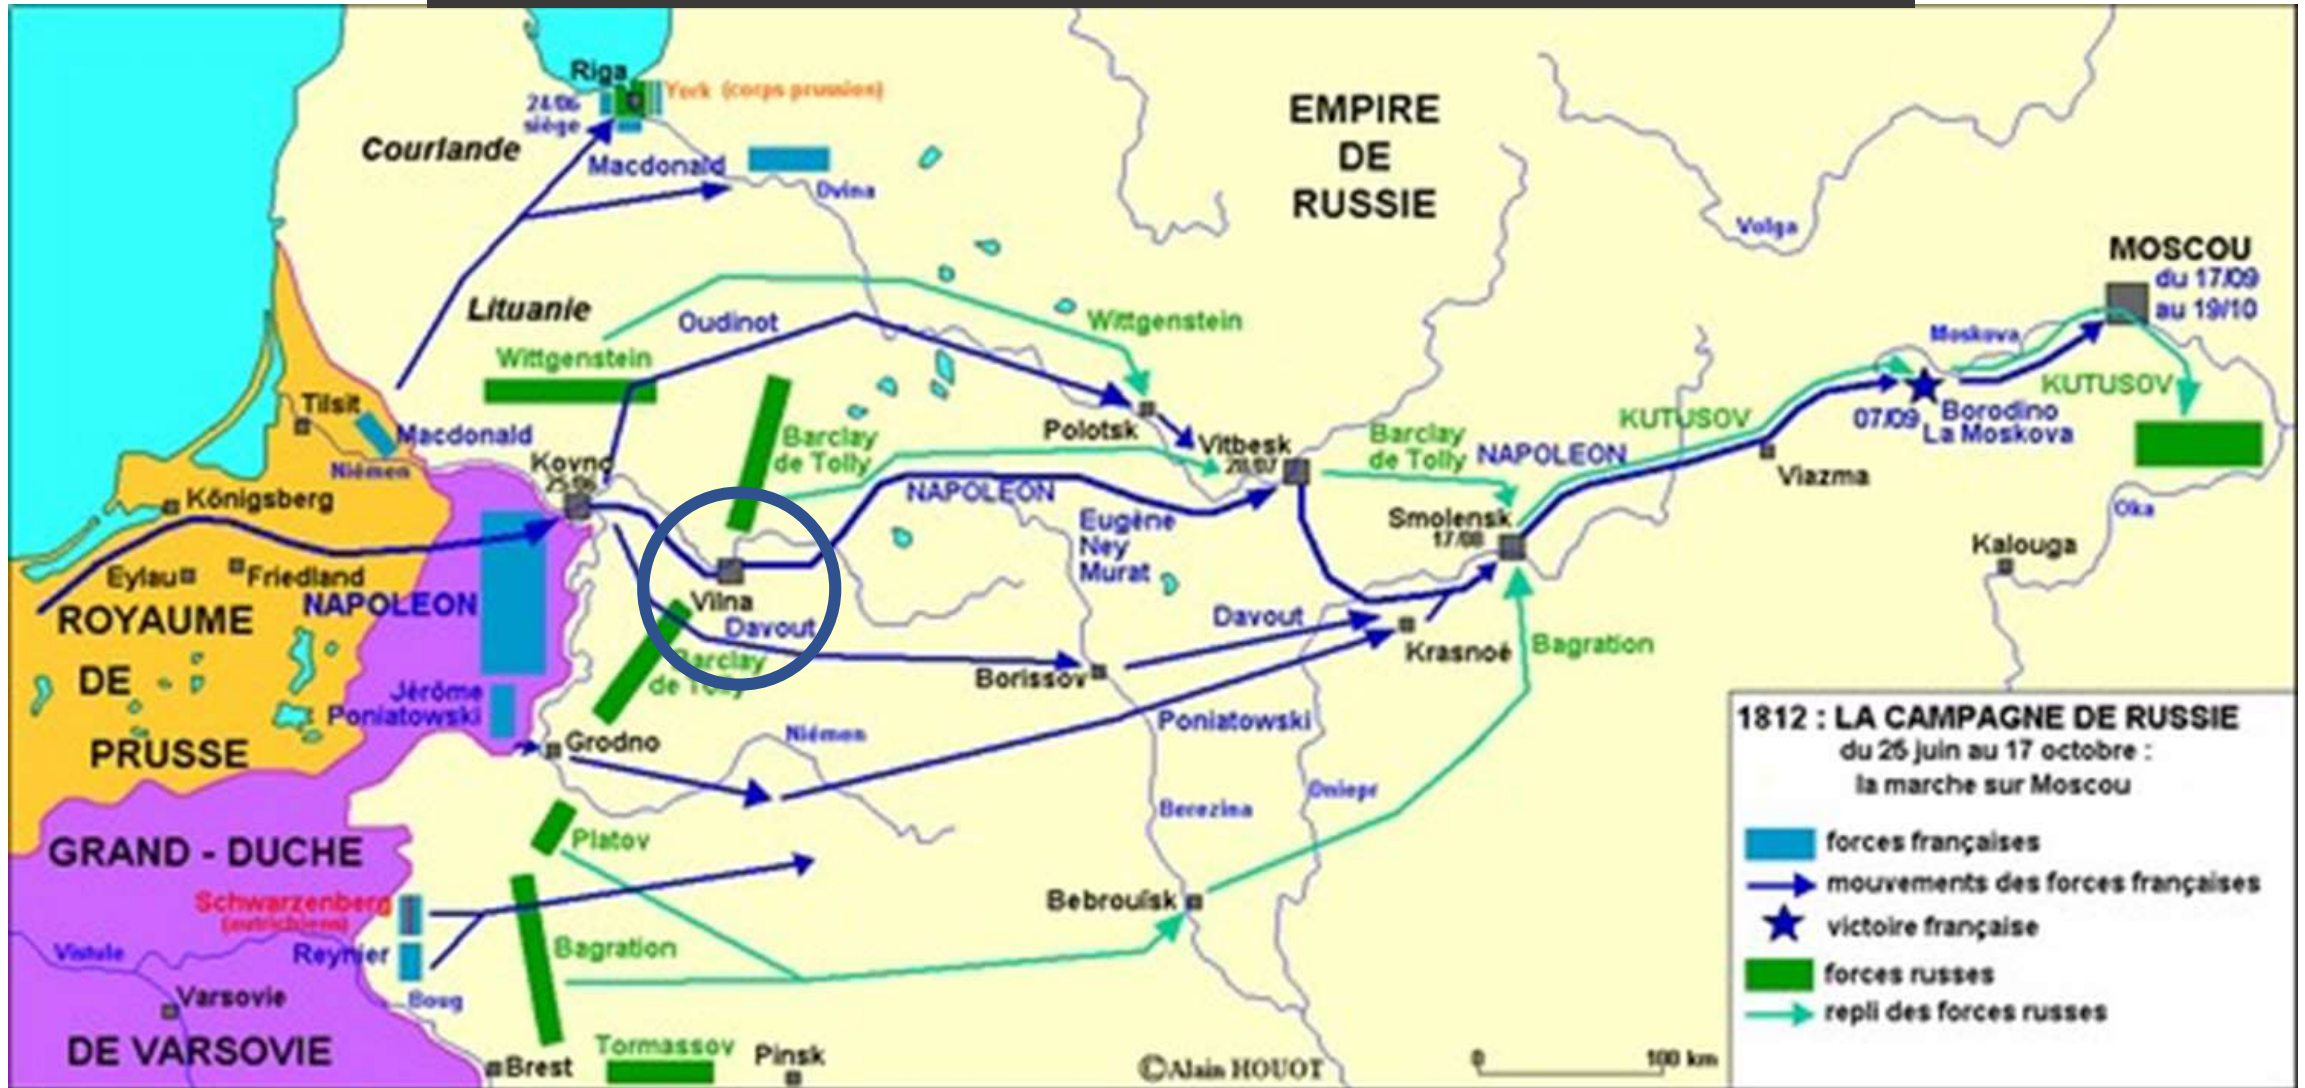 Riga
24/06
siège
York (corps prussien)
Courlande
Macdonald
Dvina
EMPIRE
DE
RUSSIE
Volga
MOSCOU
du 17/09
au 19/10
Lituanie
Oudinot
Wittgenstein
Wittgenstein
Moskova
KUTUSOV
Tilsit
Macdonald
Niémen
Kovno
25/06
Barclay
de Tolly
Polotsk
Vitbesk
28/07
Barclay
de Tolly
NAPOLEON
KUTUSOV
07/09
Borodino
La Moskova
Viazma
Königsberg
NAPOLEON
Eugène
Ney
Murat
Smolensk
17/08
Oka
Kalouga
Eylau
Friedland
NAPOLEON
ROYAUME
DE
PRUSSE
Vilna
Davout
Barclay
de Tolly
Borissov
Davout
Krasnoé
Bagration
Jérôme
Poniatowski
Grodno
Niémen
Poniatowski
Dniepr
Berezina
Platov
GRAND - DUCHE
DE VARSOVIE
Schwarzenberg
(autrichiens)
Reynier
Vistule
Varsovie
Boug
Bagration
Bebrouïsk
Brest
Tormassov
Pinsk
©Alain HOUOT
0 100 km
1812 : LA CAMPAGNE DE RUSSIE
du 25 juin au 17 octobre :
la marche sur Moscou
forces françaises
mouvements des forces françaises
victoire française
forces russes
repli des forces russes